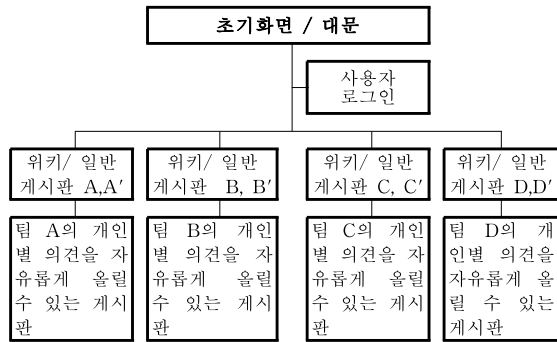 초기화면 / 대문
사용자
로그인
위키/ 일반
게시판 A,A′
위키/ 일반
게시판 B, B′
위키/ 일반
게시판 C, C′
위키/ 일반
게시판 D,D′
팀 A의 개인
별 의견을 자
유롭게 올릴
수 있는 게시
판
팀 B의 개인
별 의견을 자
유롭게 올릴
수 있는 게시
판
팀 C의 개인
별 의견을 자
유롭게 올릴
수 있는 게시
판
팀 D의 개
인별 의견을
자유롭게 올
릴 수 있는
게시판